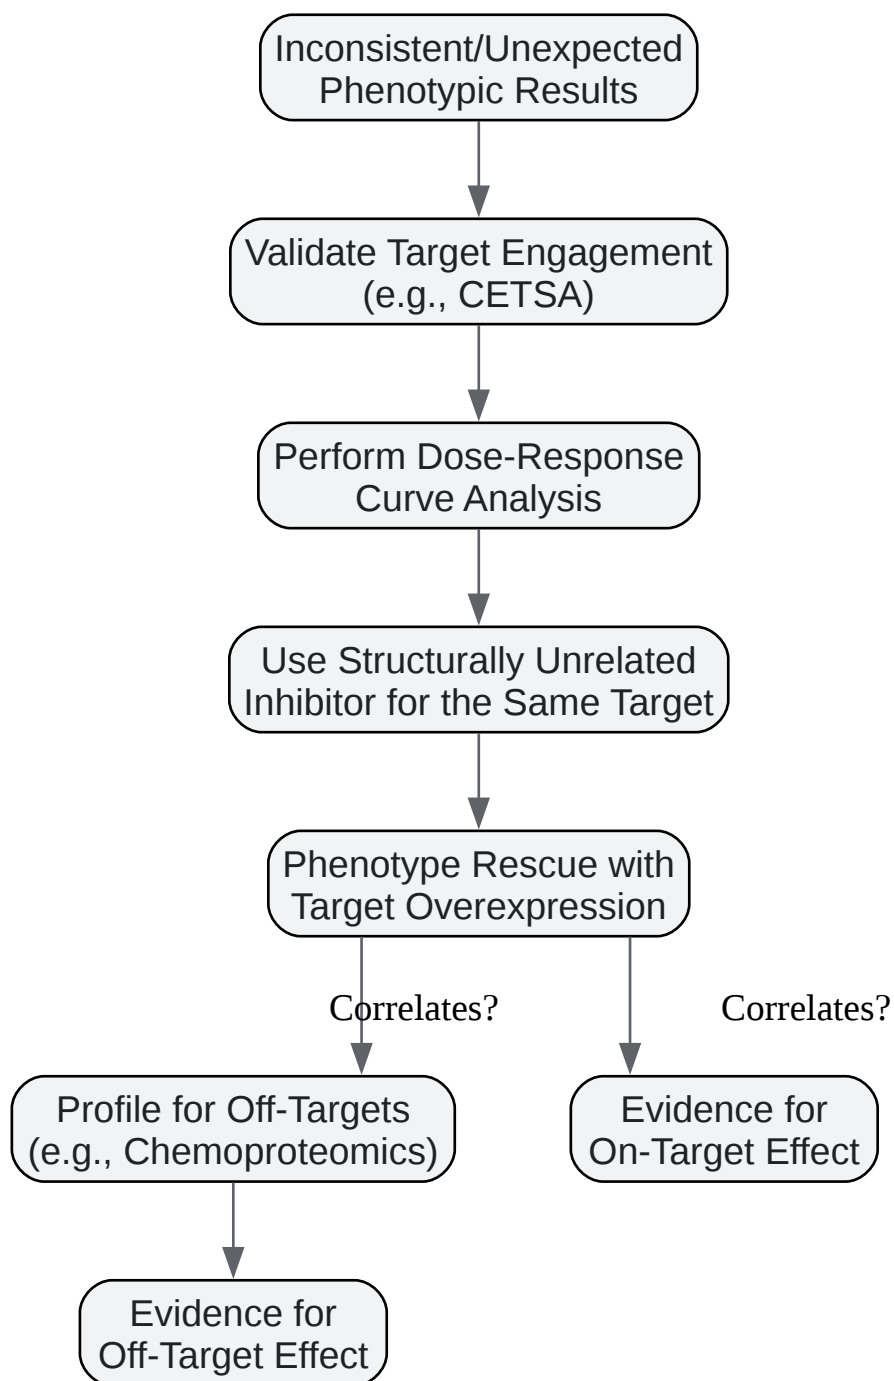 Inconsistent/Unexpected
Phenotypic Results
Validate Target Engagement
(e.g., CETSA)
Perform Dose-Response
Curve Analysis
Use Structurally Unrelated
Inhibitor for the Same Target
Phenotype Rescue with
Target Overexpression
Correlates?
Correlates?
Profile for Off-Targets
(e.g., Chemoproteomics)
Evidence for
On-Target Effect
Evidence for
Off-Target Effect